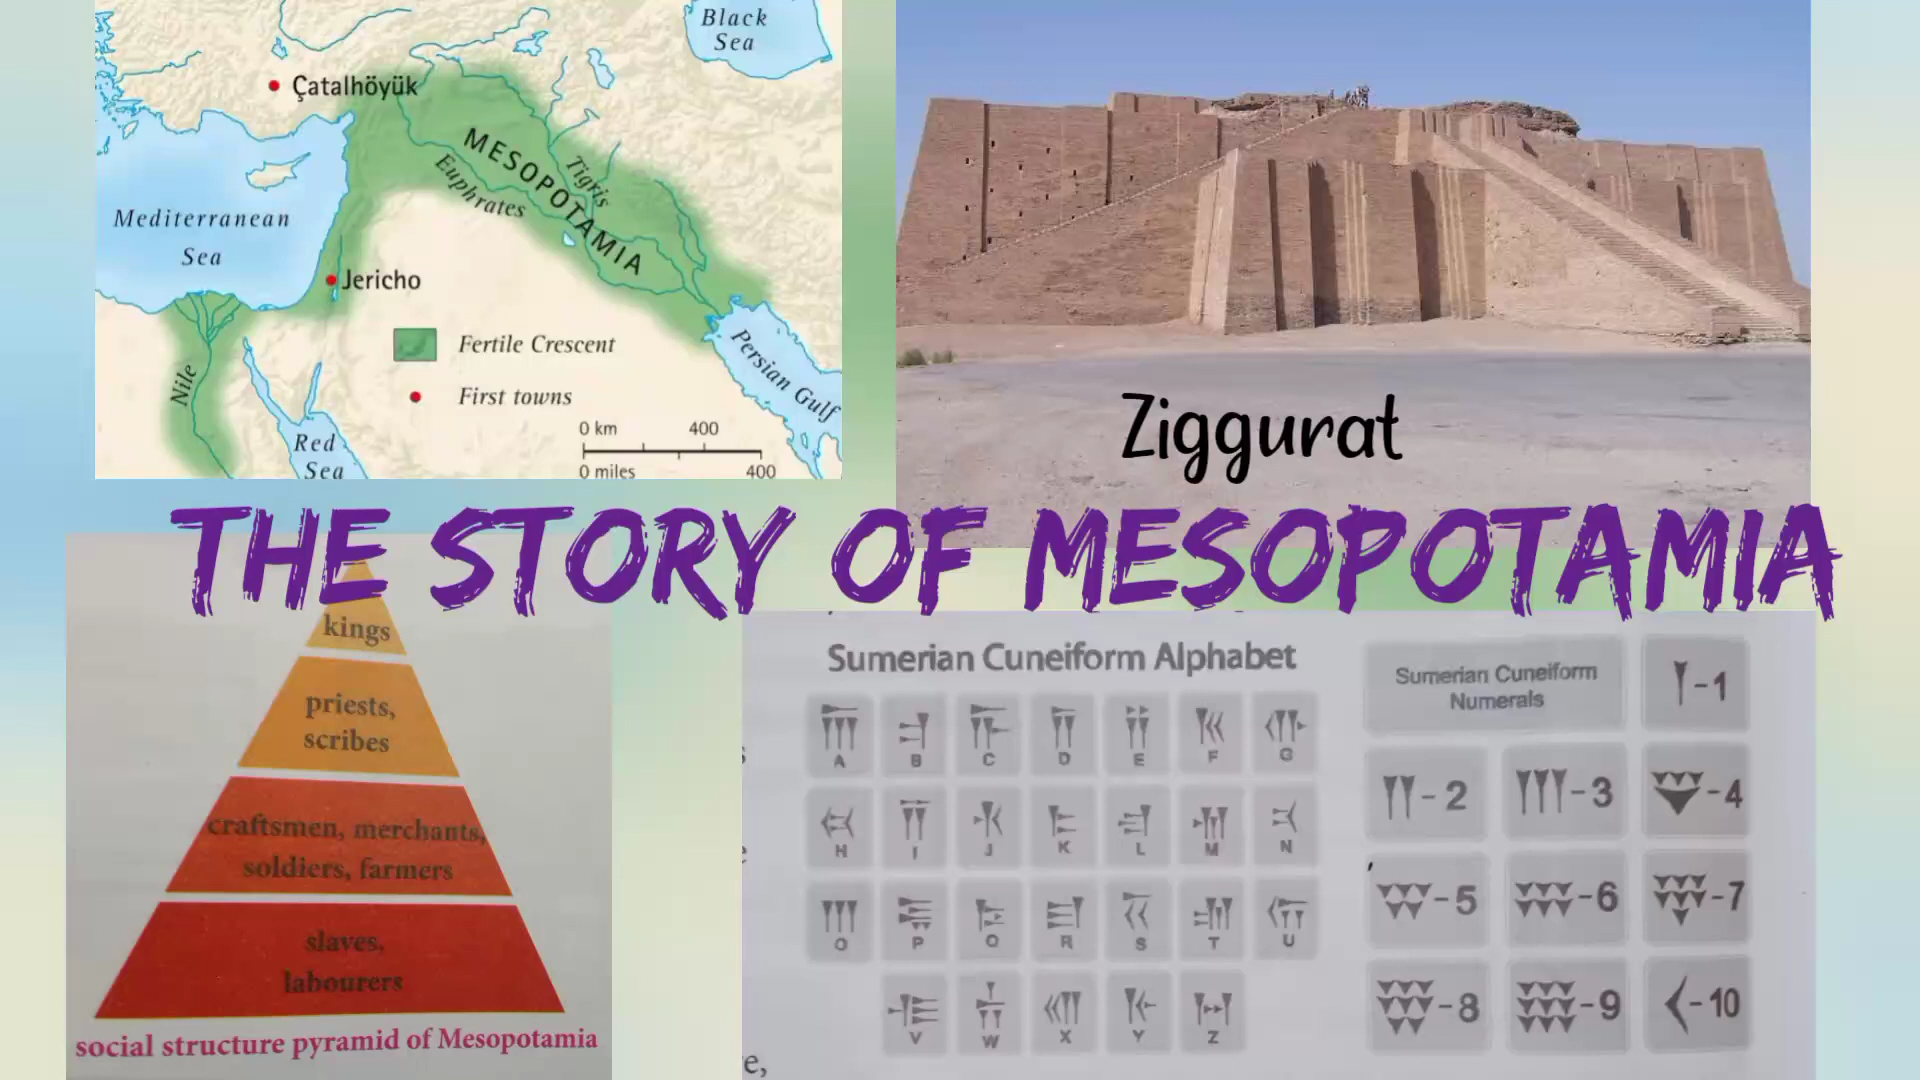 Black
Sea
Çatalhöyük
MESOPOTAMIA
Tigris
Euphrates
Mediterranean
Sea
Jericho
Fertile Crescent
First towns
Nile
Red
Sea
Persian Gulf
0 km 400
0 miles 400
Ziggurat
THE STORY OF MESOPOTAMIA
kings
priests,
scribes
craftsmen, merchants,
soldiers, farmers
slaves,
labourers
social structure pyramid of Mesopotamia
Sumerian Cuneiform Alphabet
A B C D E F G
H I J K L M N
O P Q R S T U
V W X Y Z
e,
Sumerian Cuneiform
Numerals
-1
-2 -3 -4
-5 -6 -7
-8 -9 -10